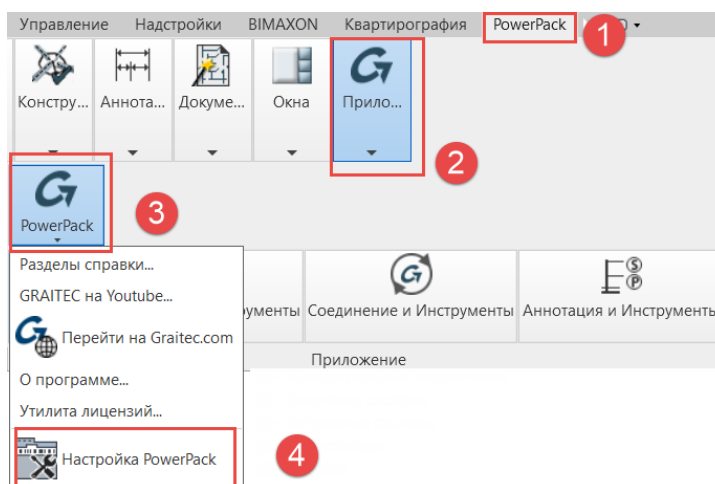 Управление Надстройки BIMAXON Квартирография PowerPack 1
Констру... Аннота... Докуме... Окна Прило...
2
PowerPack 3
Разделы справки...
GRAITEC на Youtube...
Соединение и Инструменты Аннотация и Инструменты
Перейти на Graitec.com
Приложение
О программе...
Утилита лицензий...
Настройка PowerPack 4